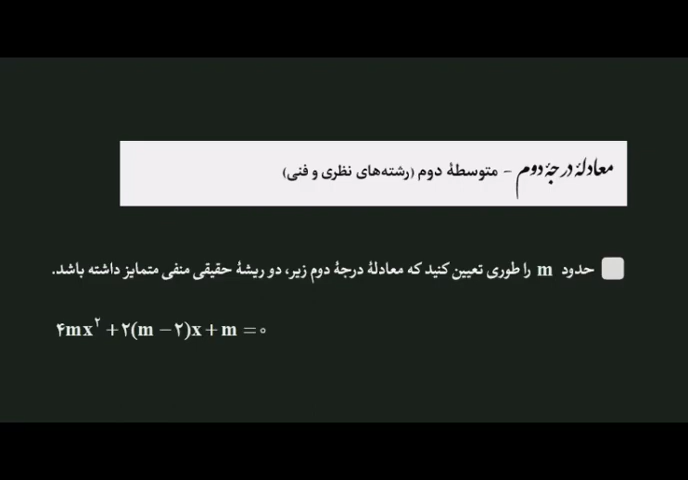 معادلهٔ درجهٔ دوم - متوسطهٔ دوم (رشته‌های نظری و فنی)
حدود m را طوری تعیین کنید که معادلهٔ درجهٔ دوم زیر، دو ریشهٔ حقیقی منفی متمایز داشته باشد.
۴mx² + ۲(m − ۲)x + m = ۰